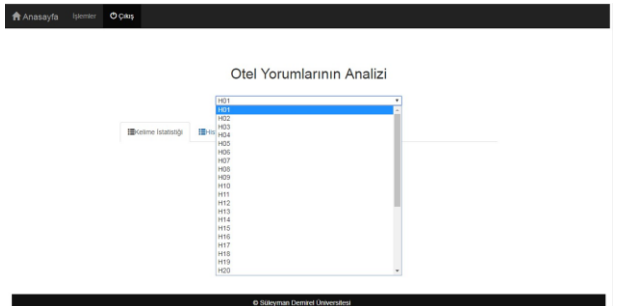 Anasayfa İşlemler Çıkış
Otel Yorumlarının Analizi
H01
H01
H02
H03
H04
H05
H06
H07
H08
H09
H10
H11
H12
H13
H14
H15
H16
H17
H18
H19
H20
Kelime İstatistiği
© Süleyman Demirel Üniversitesi